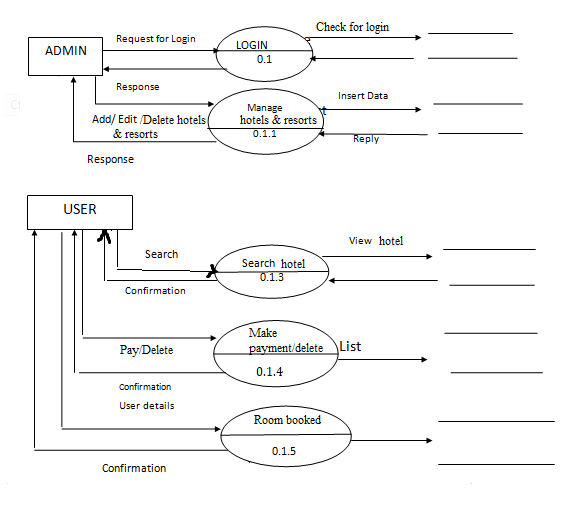 Check for login
Request for Login
ADMIN
LOGIN
0.1
Response
Insert Data
Manage
Add/ Edit /Delete hotels
hotels & resorts
& resorts
0.1.1
Reply
Response
USER
View hotel
Search
Search hotel
0.1.3
Confirmation
Make
payment/delete
List
Pay/Delete
0.1.4
Confirmation
User details
Room booked
0.1.5
Confirmation